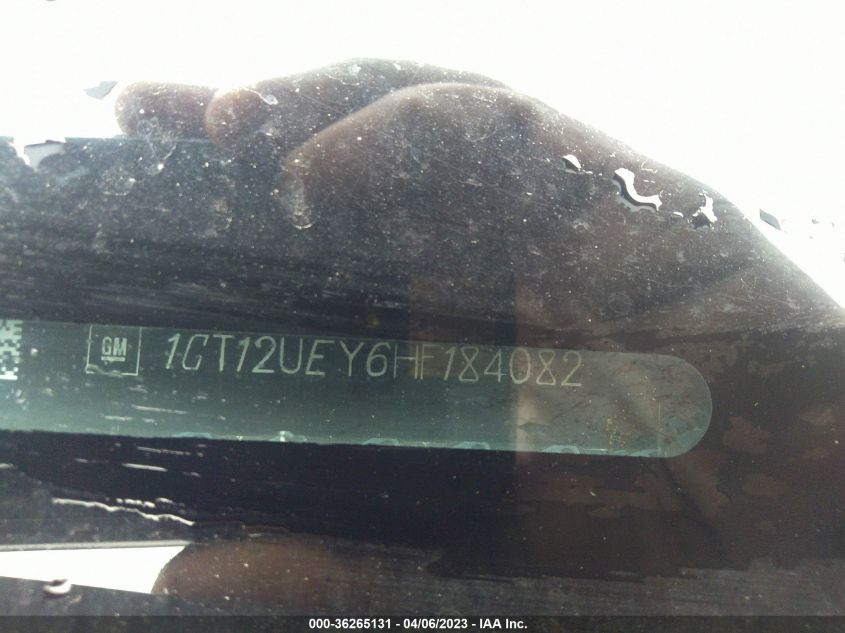 GM 1GT12UEY6HF184082
000-36265131 - 04/06/2023 - IAA Inc.